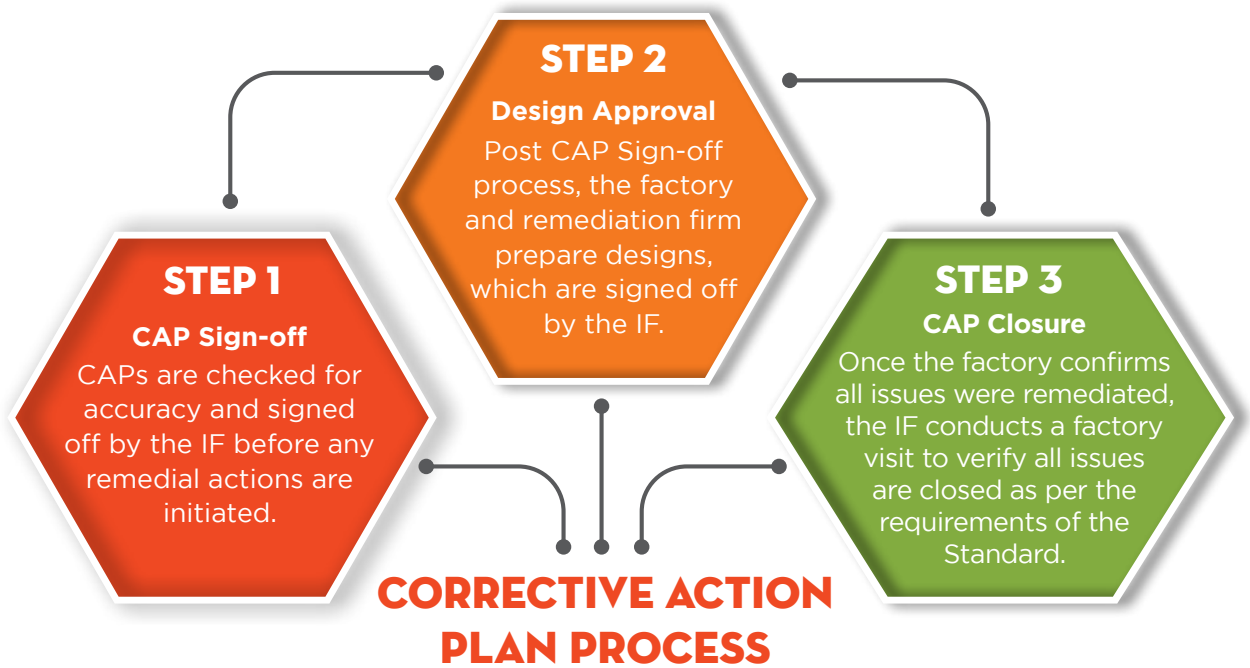 STEP 1
CAP Sign-off
CAPs are checked for
accuracy and signed
off by the IF before any
remedial actions are
initiated.
STEP 2
Design Approval
Post CAP Sign-off
process, the factory
and remediation firm
prepare designs,
which are signed off
by the IF.
STEP 3
CAP Closure
Once the factory confirms
all issues were remediated,
the IF conducts a factory
visit to verify all issues
are closed as per the
requirements of the
Standard.
CORRECTIVE ACTION
PLAN PROCESS